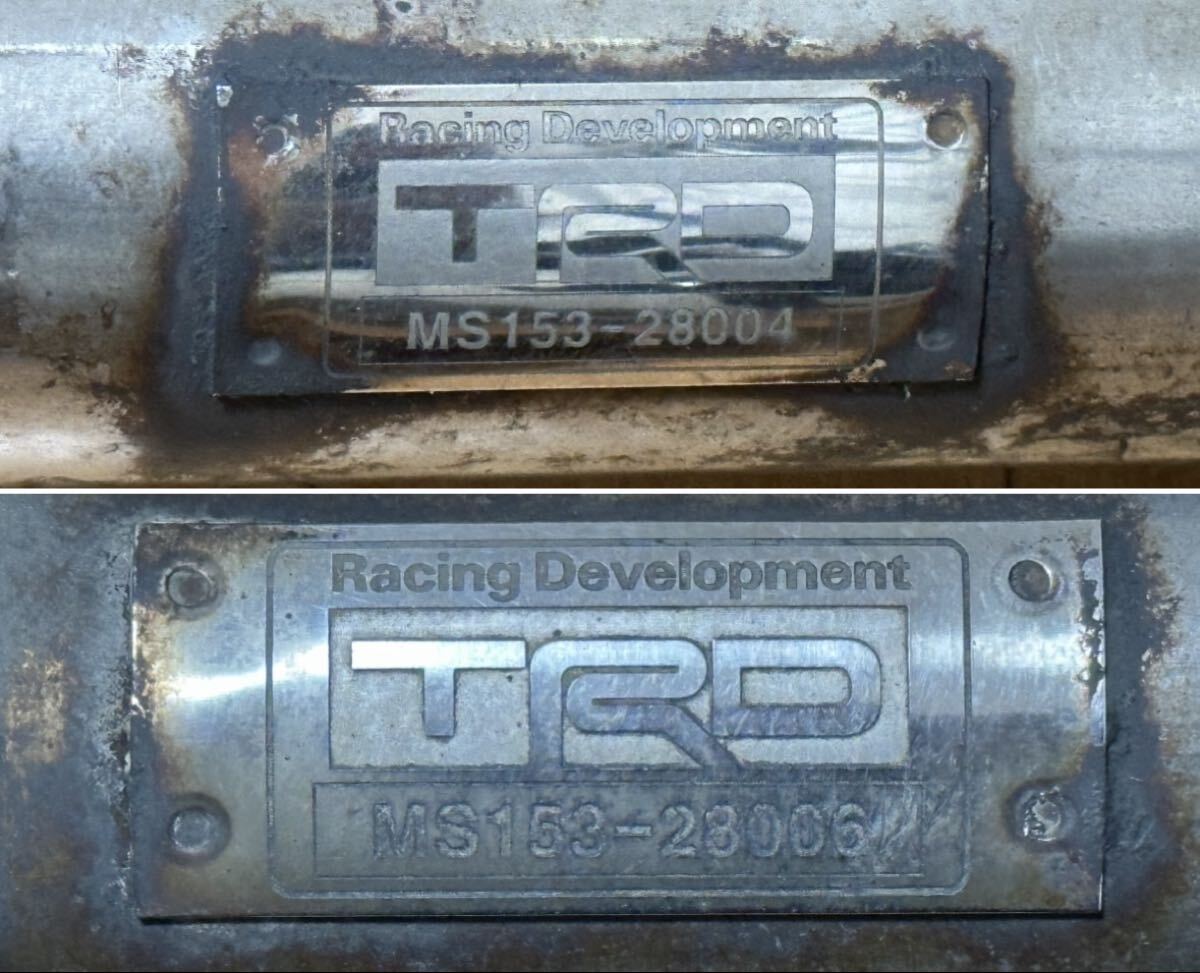 Racing Development
TRD
MS153-28004
Racing Development
TRD
MS153-28006